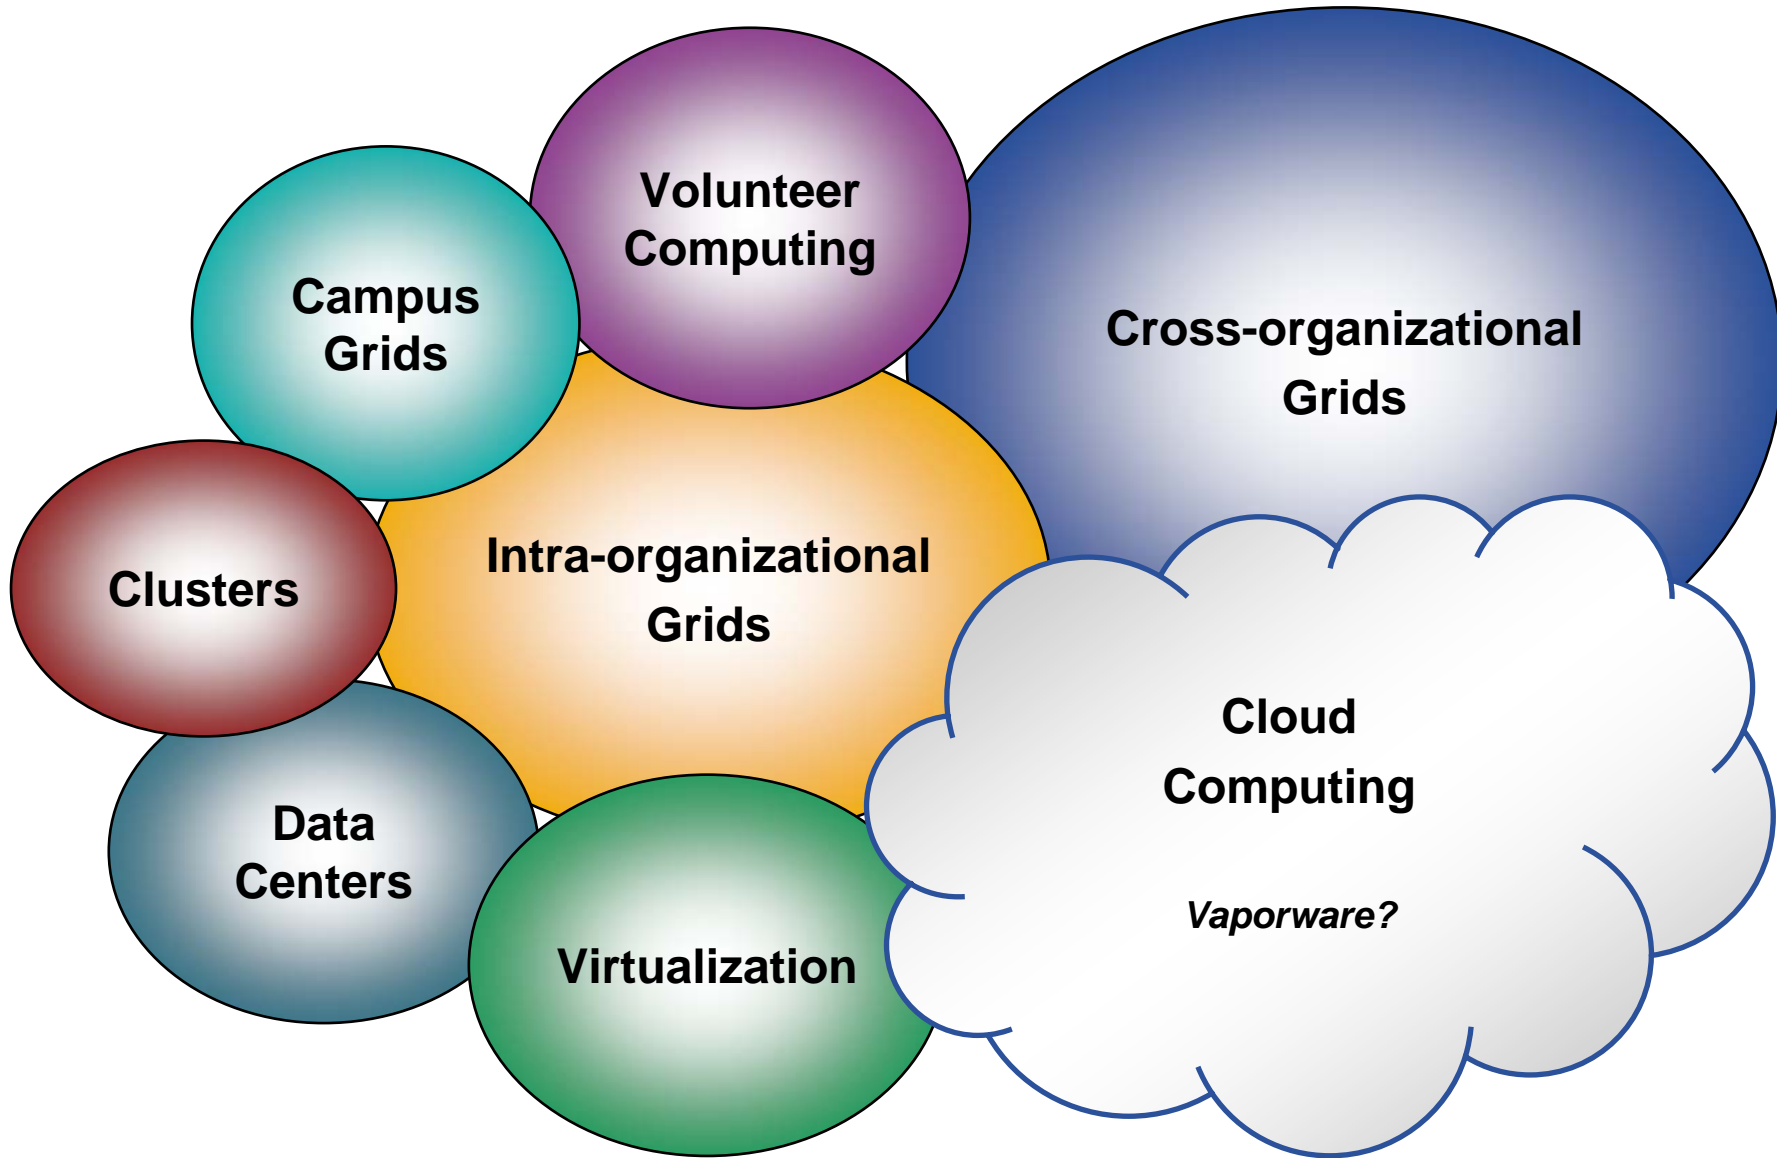 Volunteer
Computing
Campus
Grids
Cross-organizational
Grids
Clusters
Intra-organizational
Grids
Data
Centers
Virtualization
Cloud
Computing
Vaporware?